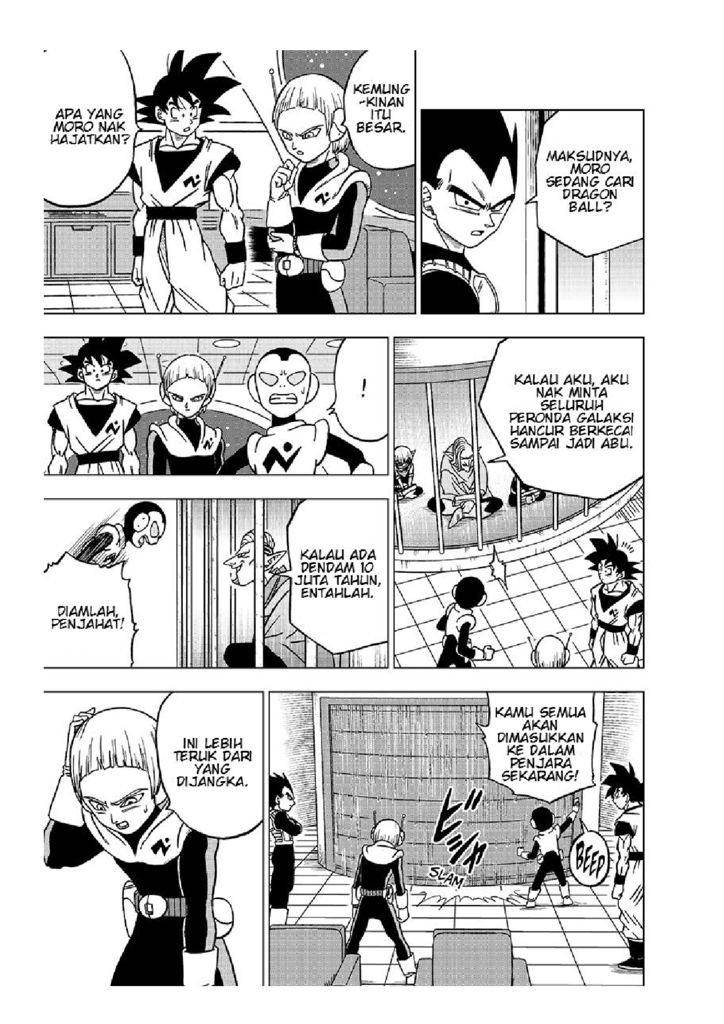 MAKSUDNYA,
MORO
SEDANG CARI
DRAGON
BALL?
KEMUNG
-KINAN
ITU
BESAR.
APA YANG
MORO NAK
HAJATKAN?
KALAU AKU, AKU
NAK MINTA
SELURUH
PERONDA GALAKSI
HANCUR BERKECAI
SAMPAI JADI ABU.
!
KALAU ADA
DENDAM 10
JUTA TAHUN,
ENTAHLAH.
DIAMLAH,
PENJAHAT!
KAMU SEMUA
AKAN
DIMASUKKAN
KE DALAM
PENJARA
SEKARANG!
BEEP
SLAM
INI LEBIH
TERUK DARI
YANG
DIJANGKA.